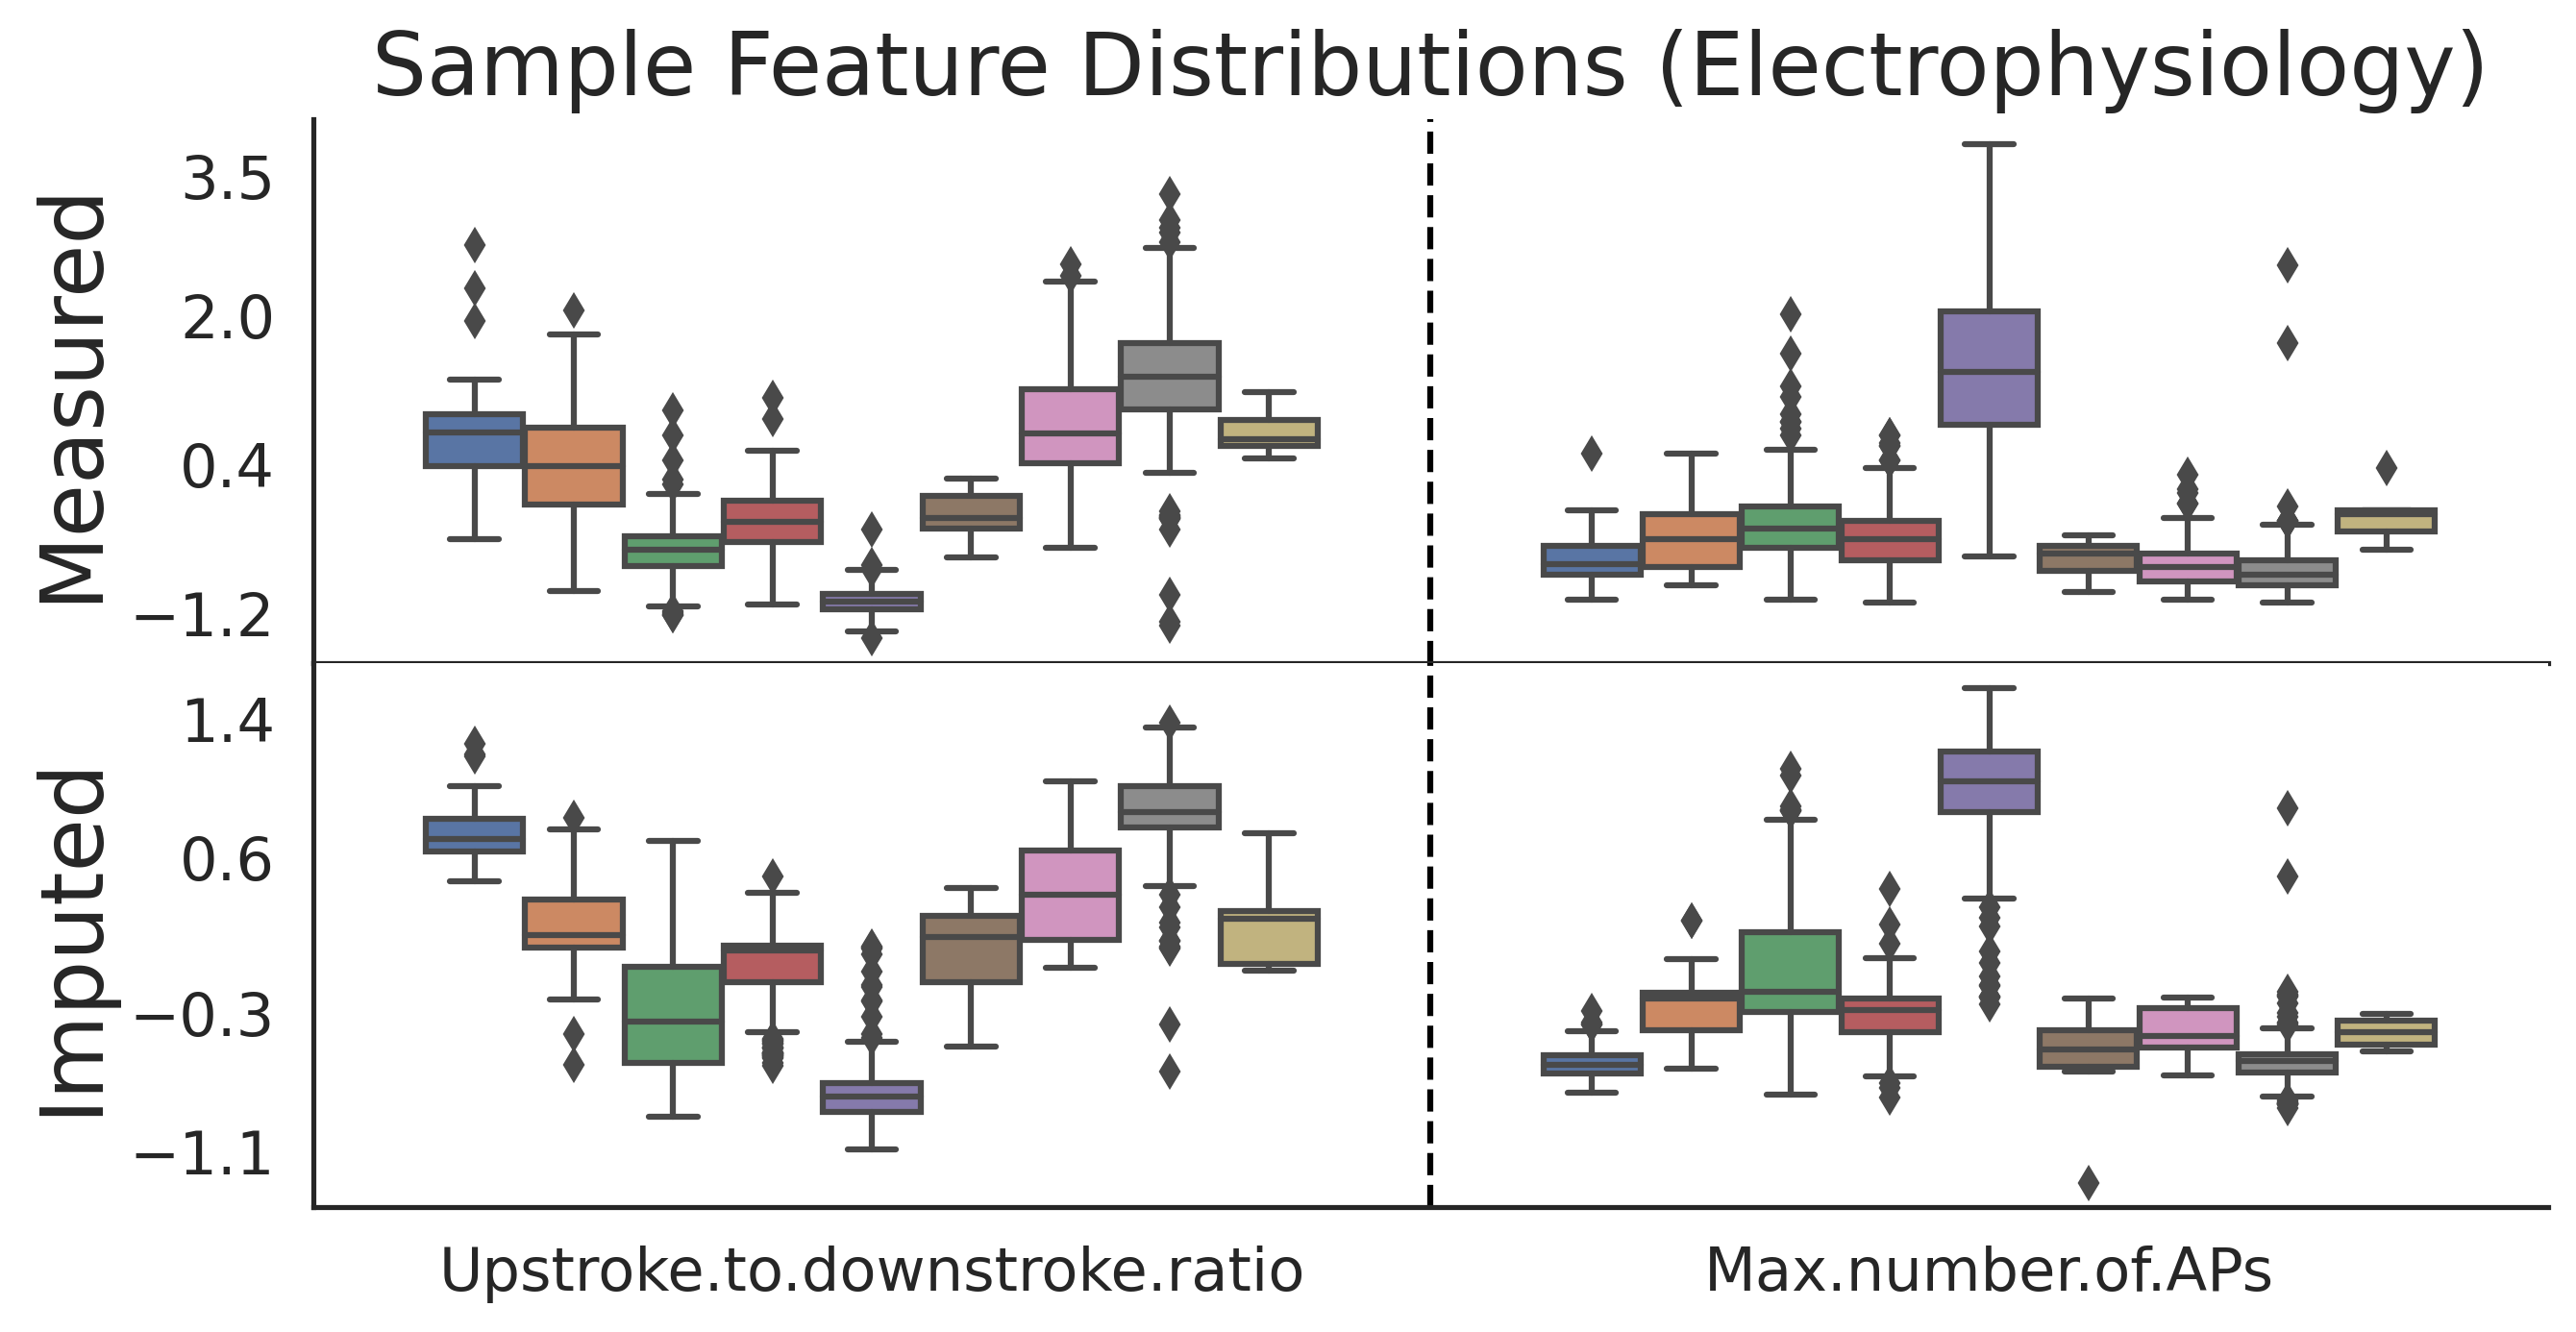 Sample Feature Distributions (Electrophysiology)
Measured
3.5
2.0
0.4
−1.2
Imputed
1.4
0.6
−0.3
−1.1
Upstroke.to.downstroke.ratio
Max.number.of.APs